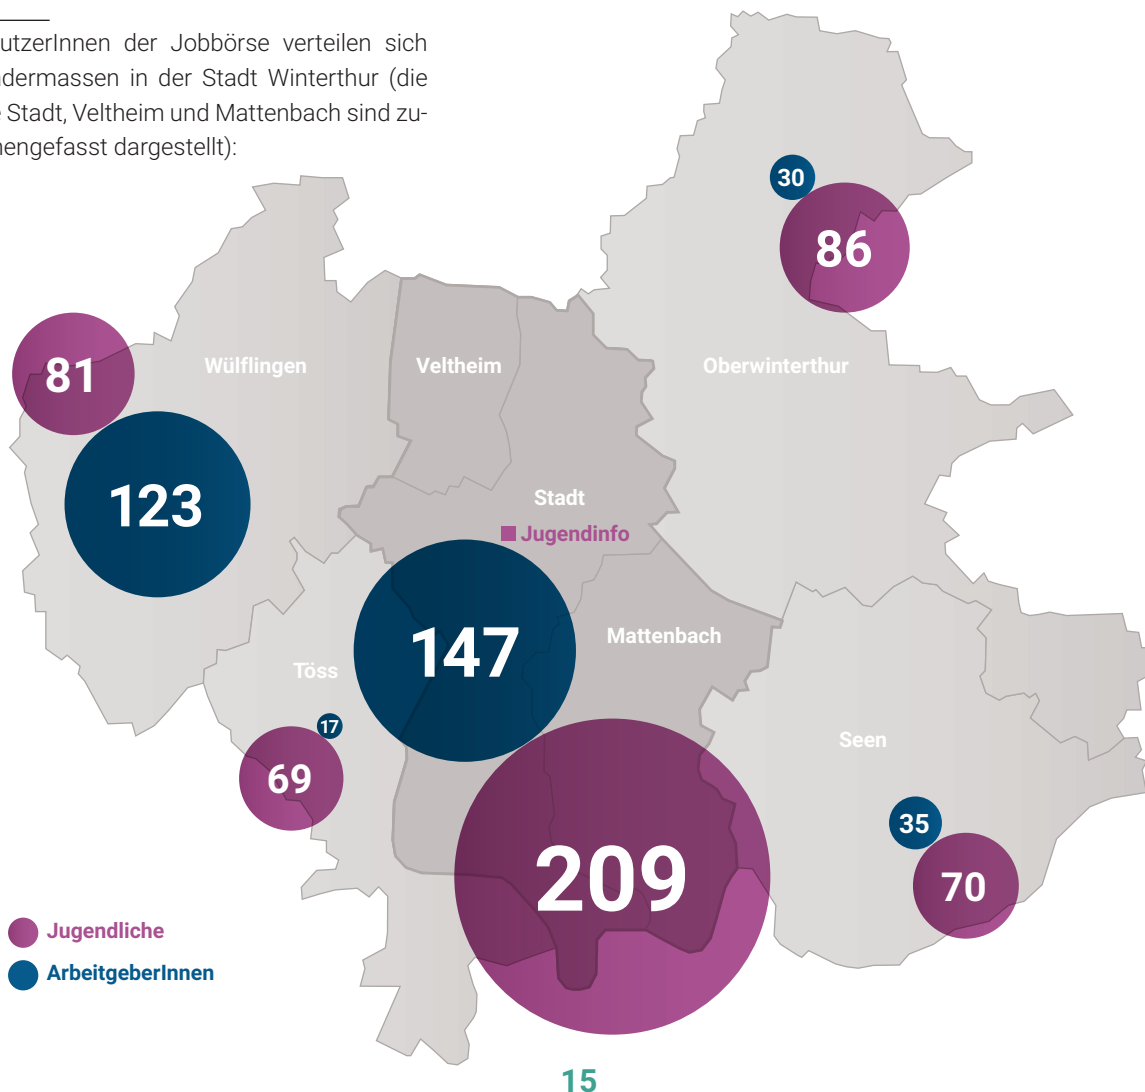 utzerInnen der Jobbörse verteilen sich
dermassen in der Stadt Winterthur (die
Stadt, Veltheim und Mattenbach sind zu-
engefasst dargestellt):
30
86
81
Wülflingen
Veltheim
Oberwinterthur
123
Stadt
Jugendinfo
147
Mattenbach
Töss
17
69
Seen
209
35
70
Jugendliche
ArbeitgeberInnen
15